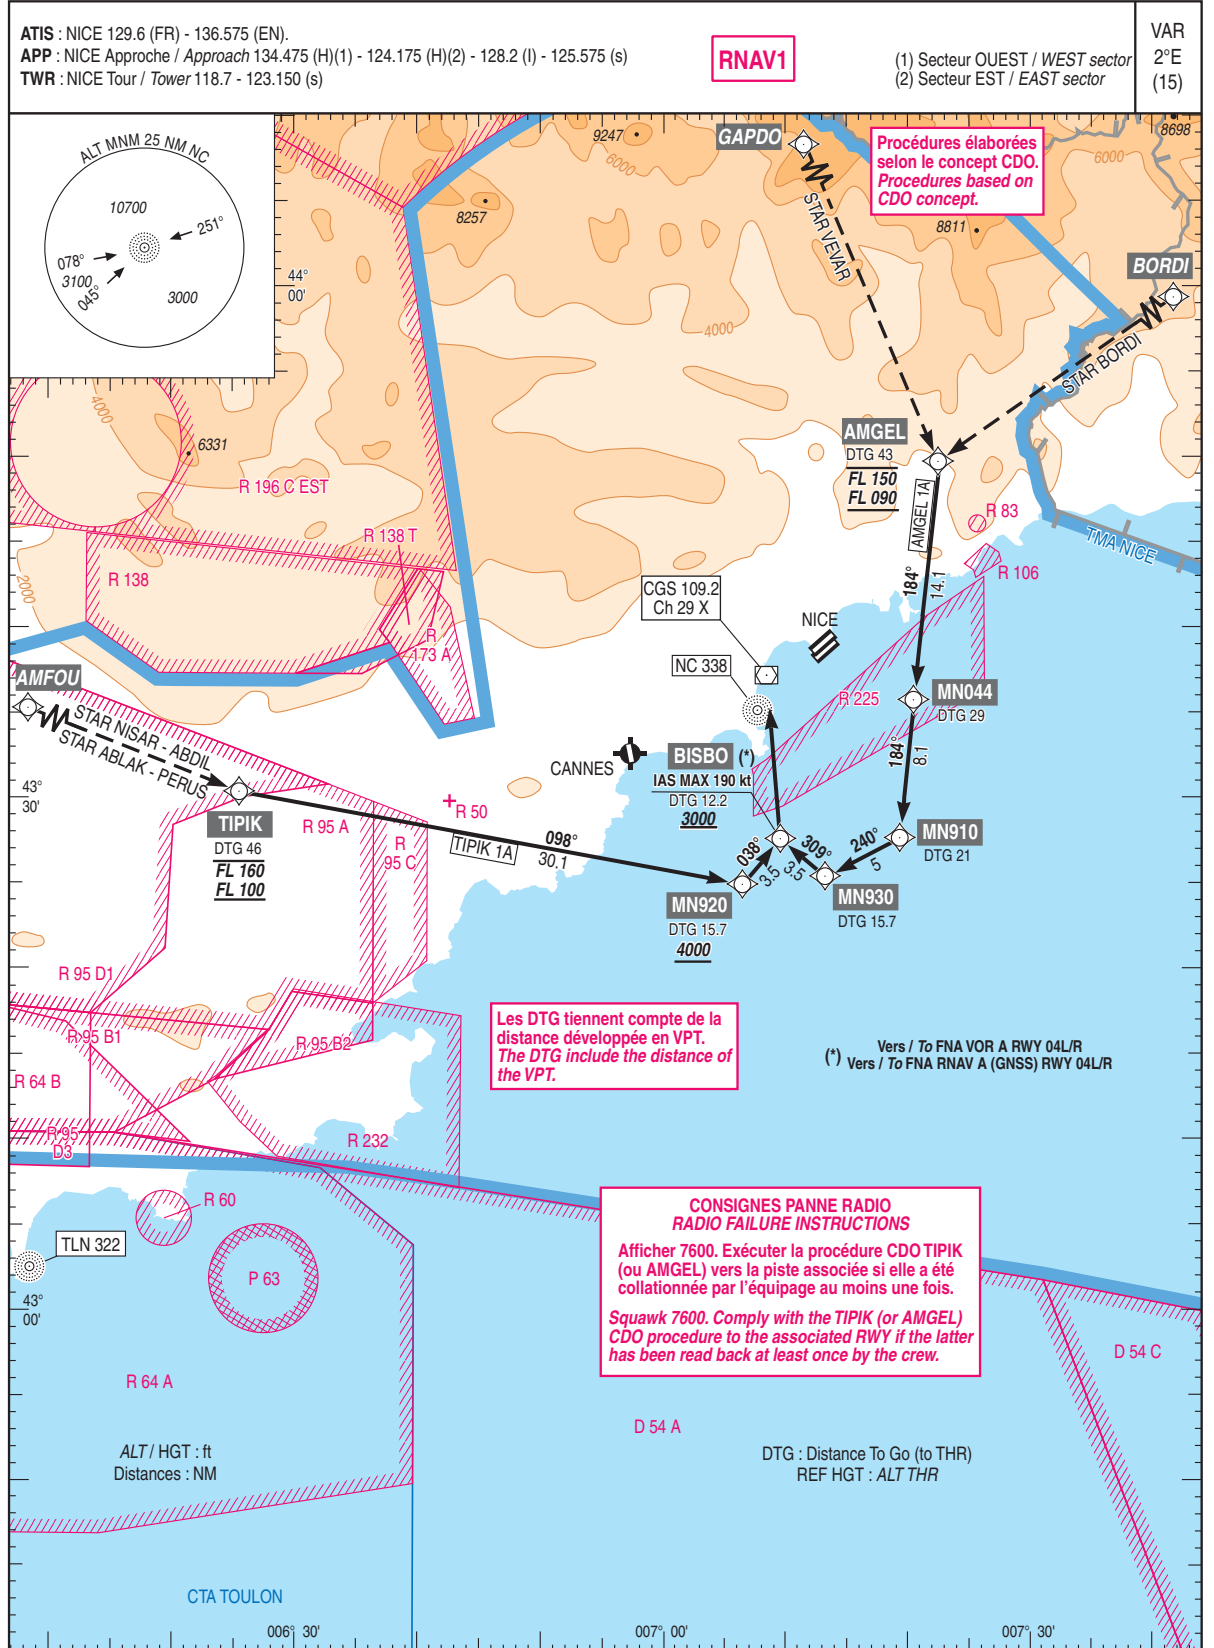 ATIS : NICE 129.6 (FR) - 136.575 (EN).
APP : NICE Approche / Approach 134.475 (H)(1) - 124.175 (H)(2) - 128.2 (I) - 125.575 (s)
TWR : NICE Tour / Tower 118.7 - 123.150 (s)
RNAV1
(1) Secteur OUEST / WEST sector
(2) Secteur EST / EAST sector
VAR
2°E
(15)
ALT MNM 25 NM NC
10700
251°
078°
3100
045°
3000
44°
00'
9247
6000
8257
GAPDO
Procédures élaborées
selon le concept CDO.
Procedures based on
CDO concept.
8698
6000
8811
BORDI
STAR VEVAR
4000
STAR BORDI
4000
6331
R 196 C EST
AMGEL
DTG 43
FL 150
FL 090
AMGEL 1A
R 83
TMA NICE
R 138 T
R 138
2000
R 106
184°
14.1
CGS 109.2
Ch 29 X
NICE
R
173 A
NC 338
AMFOU
R 225
MN044
DTG 29
STAR NISAR - ABDIL
STAR ABLAK - PERUS
184°
8.1
CANNES
BISBO (*)
IAS MAX 190 kt
DTG 12.2
3000
43°
30'
TIPIK
DTG 46
FL 160
FL 100
R 95 A
R 50
R
95 C
TIPIK 1A
098°
30.1
038°
3.5
309°
3.5
240°
5
MN910
DTG 21
MN920
DTG 15.7
4000
MN930
DTG 15.7
R 95 D1
R 95 B1
R 95 B2
R 64 B
Les DTG tiennent compte de la
distance développée en VPT.
The DTG include the distance of
the VPT.
(*)
Vers / To FNA VOR A RWY 04L/R
Vers / To FNA RNAV A (GNSS) RWY 04L/R
R 95
D3
R 232
R 60
TLN 322
P 63
CONSIGNES PANNE RADIO
RADIO FAILURE INSTRUCTIONS
Afficher 7600. Exécuter la procédure CDO TIPIK
(ou AMGEL) vers la piste associée si elle a été
collationnée par l'équipage au moins une fois.
Squawk 7600. Comply with the TIPIK (or AMGEL)
CDO procedure to the associated RWY if the latter
has been read back at least once by the crew.
43°
00'
R 64 A
D 54 C
D 54 A
ALT / HGT : ft
Distances : NM
DTG : Distance To Go (to THR)
REF HGT : ALT THR
CTA TOULON
006° 30'
007° 00'
007° 30'